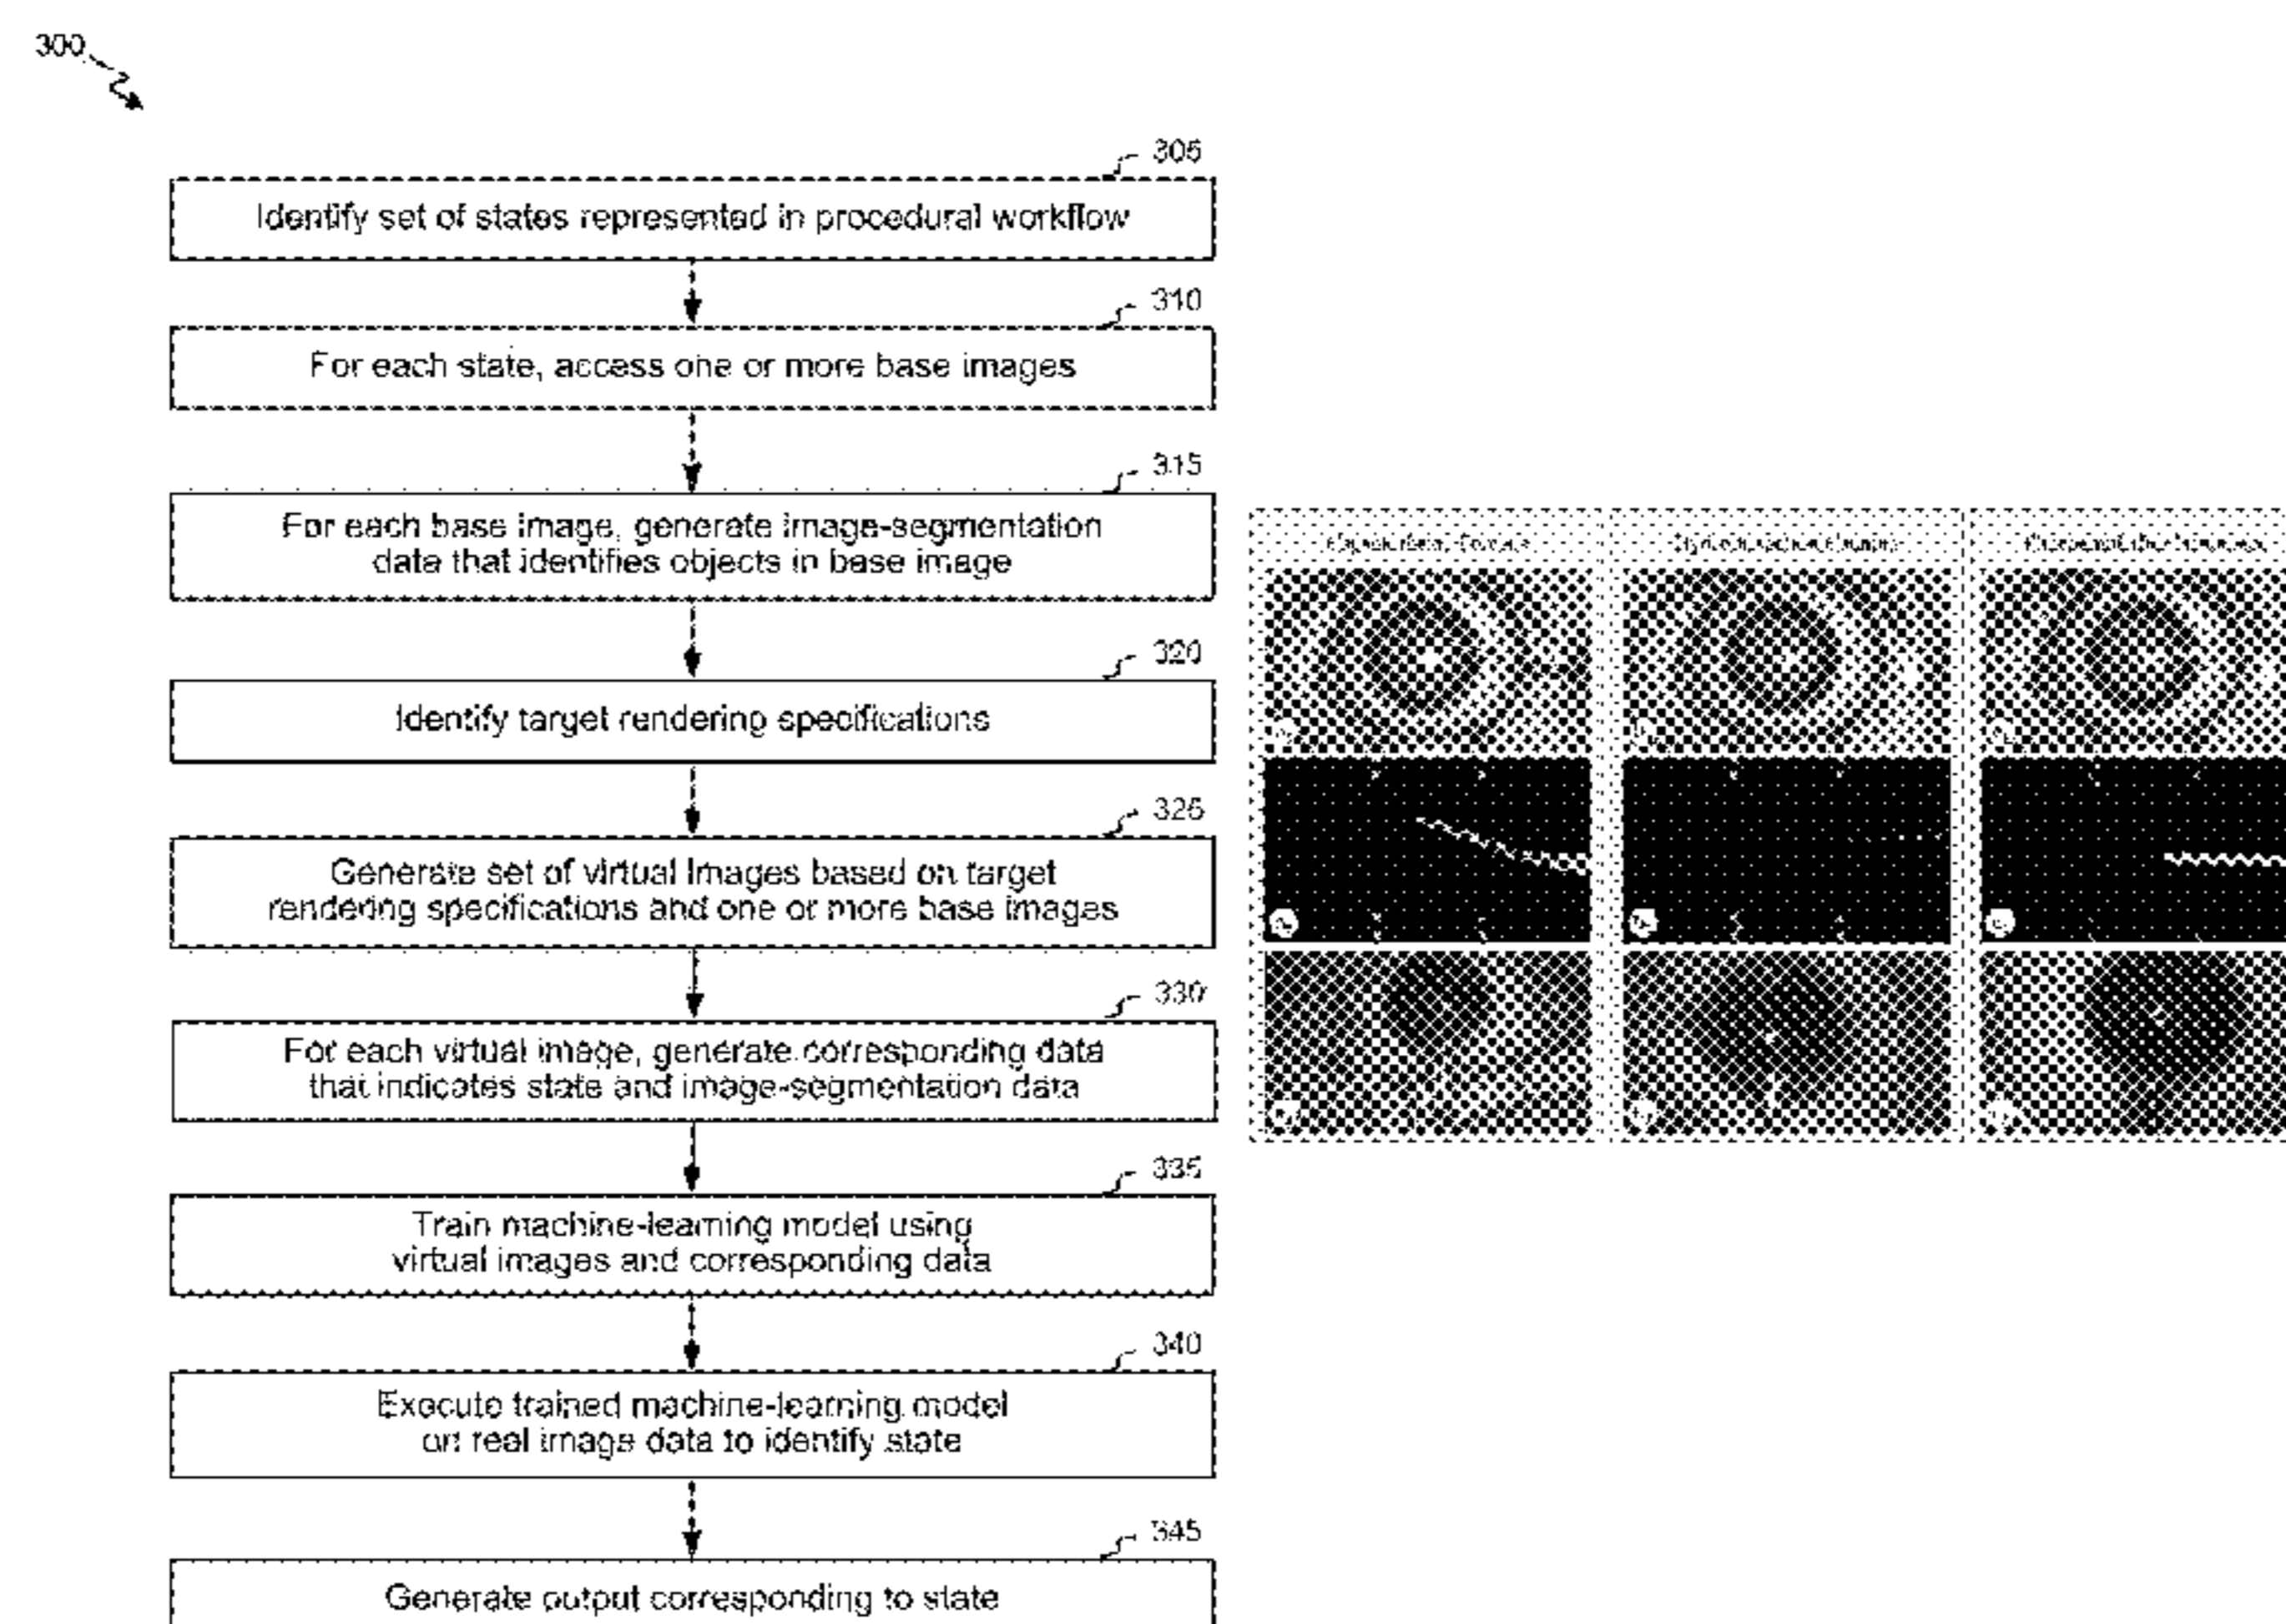 300
305
Identify set of states represented in procedural workflow
310
For each state, access one or more base images
315
For each base image, generate image-segmentation
data that identifies objects in base image
320
Identify target rendering specifications
325
Generate set of virtual images based on target
rendering specifications and one or more base images
330
For each virtual image, generate corresponding data
that indicates state and image-segmentation data
335
Train machine-learning model using
virtual images and corresponding data
340
Execute trained machine-learning model
on real image data to identify state
345
Generate output corresponding to state